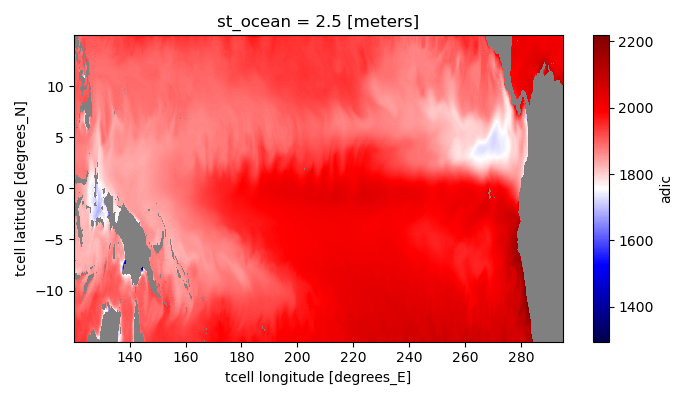 st_ocean = 2.5 [meters]
10
5
0
−5
−10
tcell latitude [degrees_N]
140 160 180 200 220 240 260 280
tcell longitude [degrees_E]
2200
2000
1800
1600
1400
adic